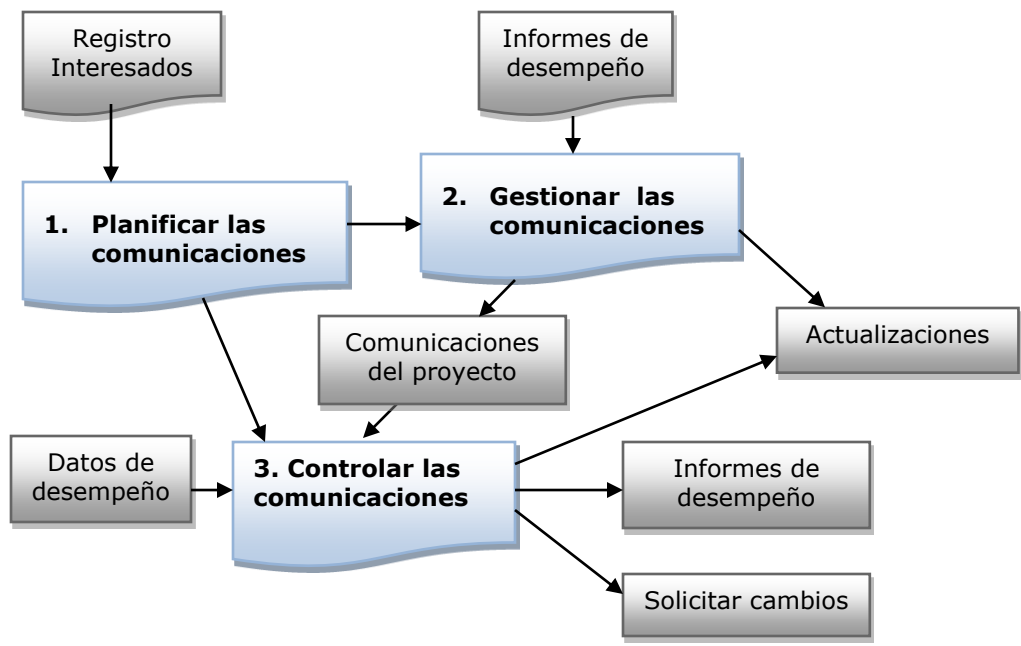 Registro
Interesados
Informes de
desempeño
1. Planificar las
comunicaciones
2. Gestionar las
comunicaciones
Comunicaciones
del proyecto
Actualizaciones
Datos de
desempeño
3. Controlar las
comunicaciones
Informes de
desempeño
Solicitar cambios